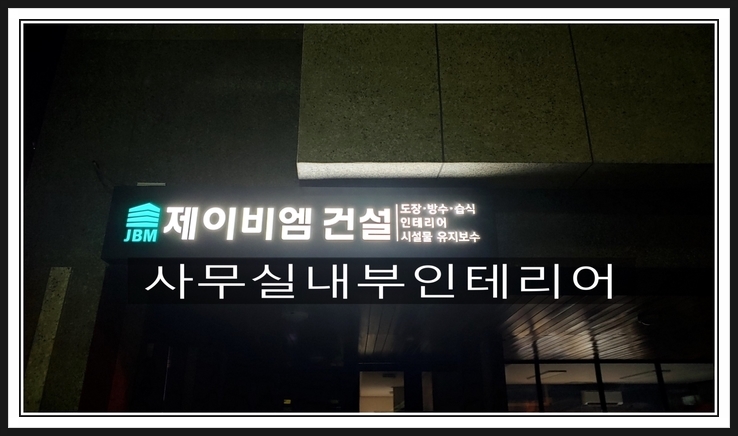 JBM
제이비엠 건설
도장·방수·습식
인테리어
시설물 유지보수
사무실내부인테리어